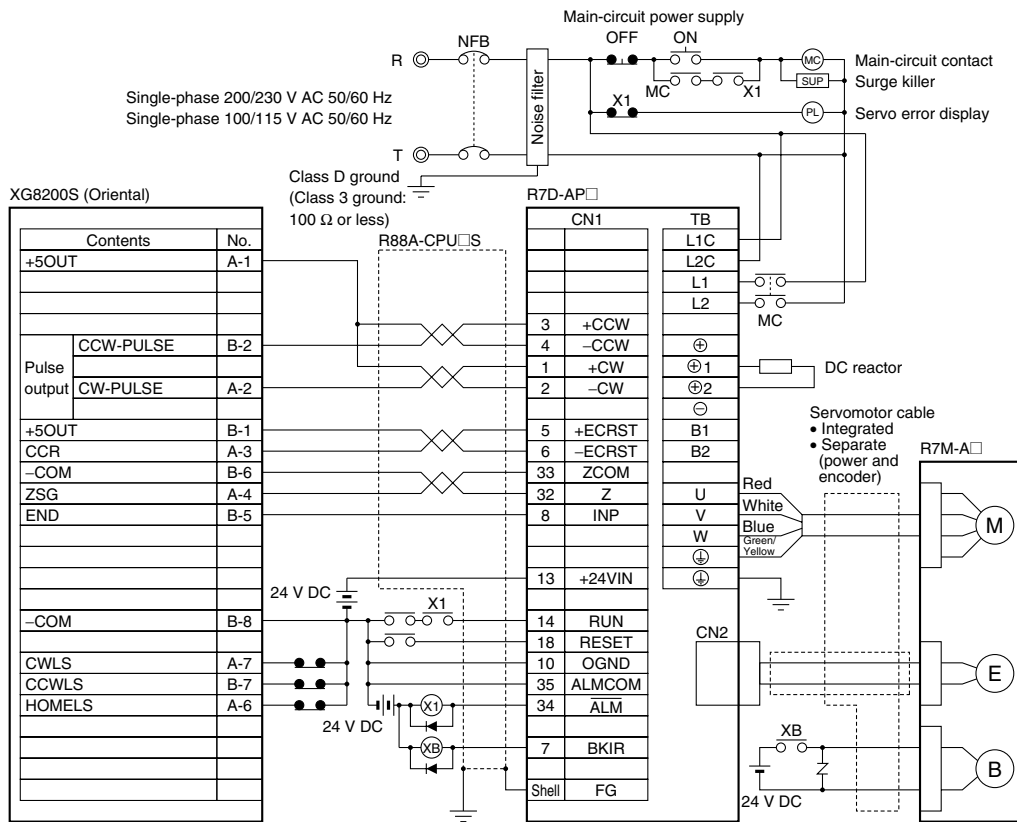 Main-circuit power supply
OFF
ON
NFB
R
Noise filter
MC
Main-circuit contact
SUP
Surge killer
MC
X1
X1
PL
Servo error display
Single-phase 200/230 V AC 50/60 Hz
Single-phase 100/115 V AC 50/60 Hz
T
Class D ground
(Class 3 ground:
100 Ω or less)
XG8200S (Oriental)
R88A-CPU□S
R7D-AP□
CN1
TB
Contents
No.
+5OUT
A-1
Pulse
output
CCW-PULSE
B-2
CW-PULSE
A-2
+5OUT
B-1
CCR
A-3
−COM
B-6
ZSG
A-4
END
B-5
−COM
B-8
CWLS
A-7
CCWLS
B-7
HOMELS
A-6
24 V DC
X1
24 V DC
X1
XB
3 +CCW
4 −CCW
1 +CW
2 −CW
5 +ECRST
6 −ECRST
33 ZCOM
32 Z
8 INP
13 +24VIN
14 RUN
18 RESET
10 OGND
35 ALMCOM
34 ALM
7 BKIR
Shell FG
L1C
L2C
L1
L2
MC
⊕
⊕1
⊕2
⊖
B1
B2
U
V
W
DC reactor
Red
White
Blue
Green/
Yellow
Servomotor cable
• Integrated
• Separate
(power and
encoder)
R7M-A□
M
CN2
E
XB
24 V DC
B